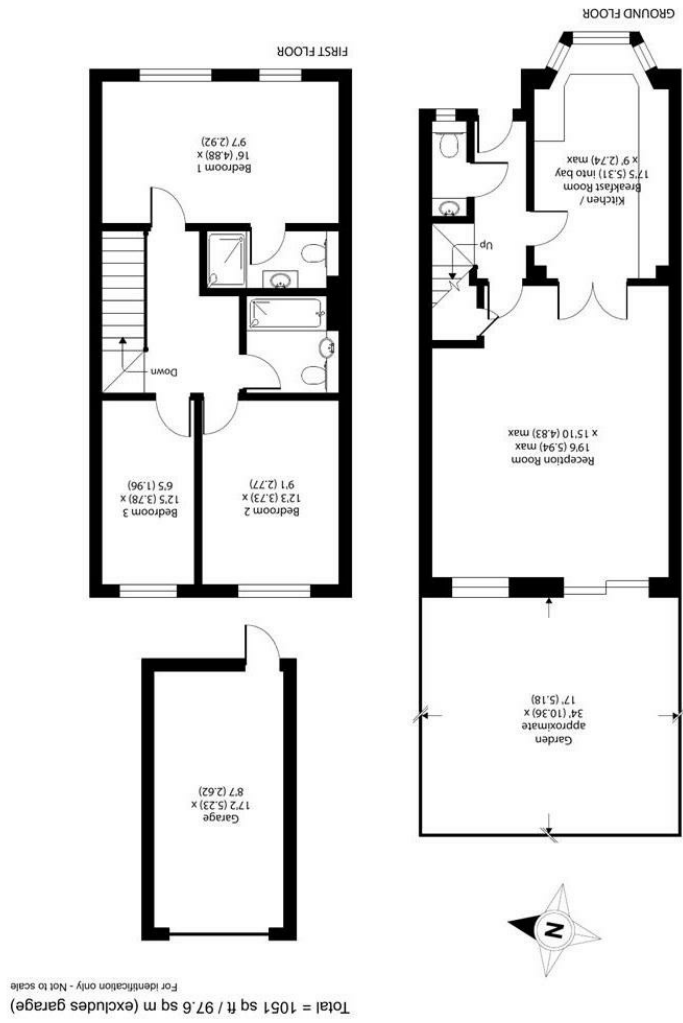 Total = 1051 sq ft / 97.6 sq m (excludes garage)
For identification only - Not to scale
N
Garden
approximate
34' (10.36) x
17' (5.18)
Garage
17'2 (5.23) x
8'7 (2.62)
Reception Room
19'6 (5.94) max
x 15'10 (4.83) max
Up
Kitchen /
Breakfast Room
17'5 (5.31) into bay
x 9' (2.74) max
GROUND FLOOR
Bedroom 2
12'3 (3.73) x
9'1 (2.77)
Bedroom 3
12'5 (3.78) x
6'5 (1.96)
Down
Bedroom 1
16' (4.88) x
9'7 (2.92)
FIRST FLOOR